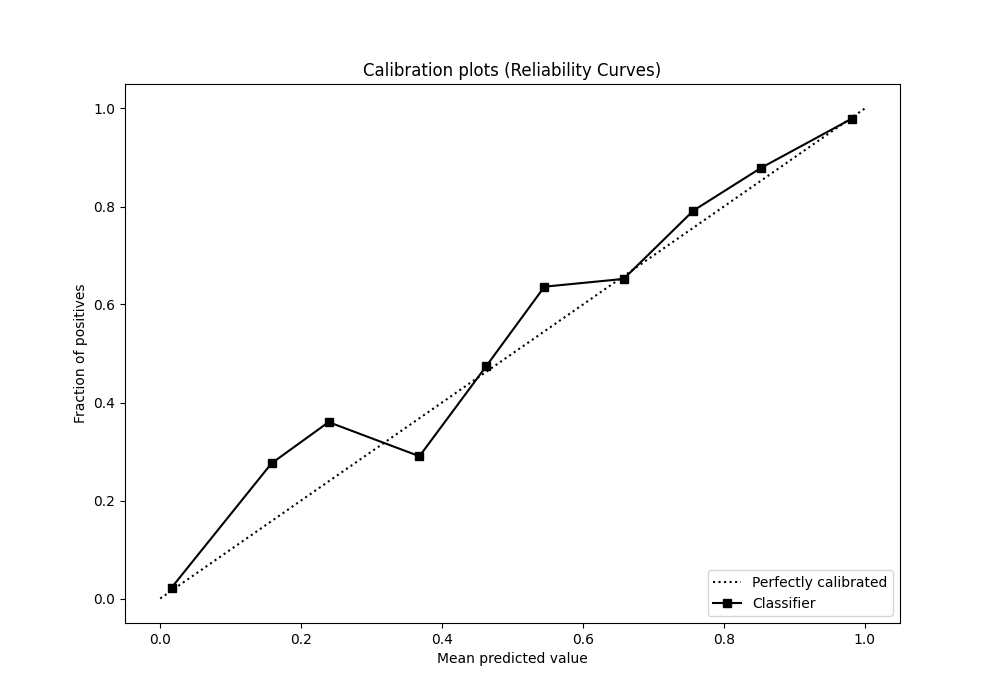 Calibration plots (Reliability Curves)
Fraction of positives
1.0
0.8
0.6
0.4
0.2
0.0
0.0 0.2 0.4 0.6 0.8 1.0
Mean predicted value
Perfectly calibrated
Classifier